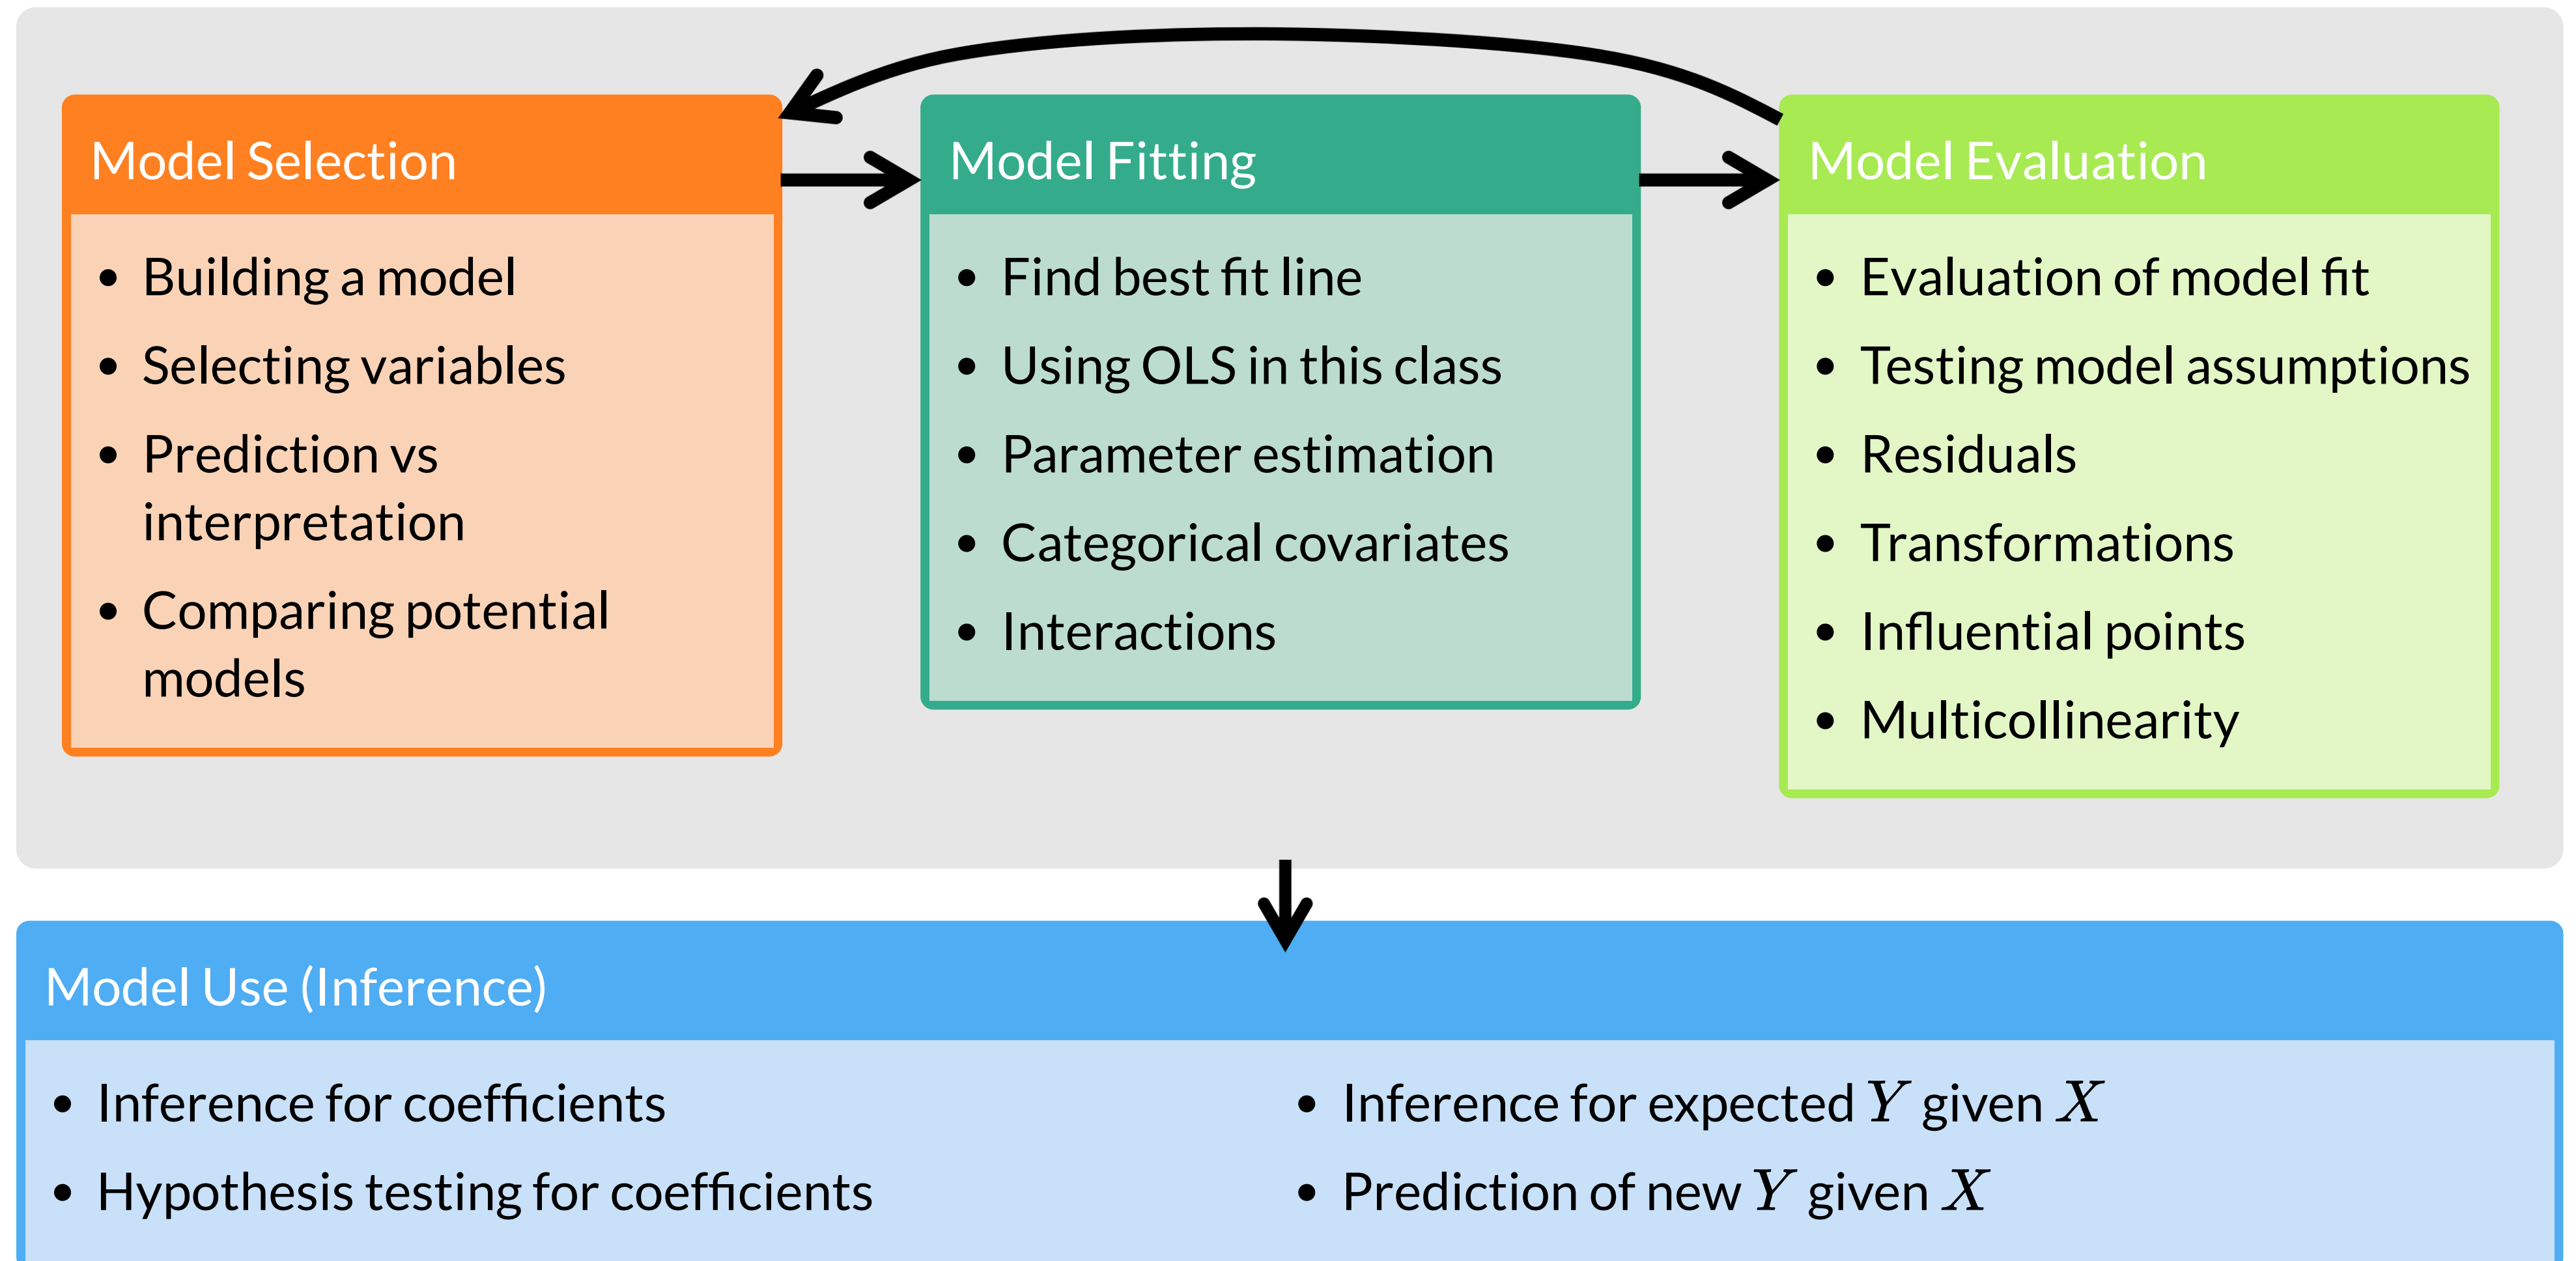 Model Selection
• Building a model
• Selecting variables
• Prediction vs
interpretation
• Comparing potential
models
Model Fitting
• Find best fit line
• Using OLS in this class
• Parameter estimation
• Categorical covariates
• Interactions
Model Evaluation
• Evaluation of model fit
• Testing model assumptions
• Residuals
• Transformations
• Influential points
• Multicollinearity
Model Use (Inference)
• Inference for coefficients
• Hypothesis testing for coefficients
• Inference for expected Y given X
• Prediction of new Y given X